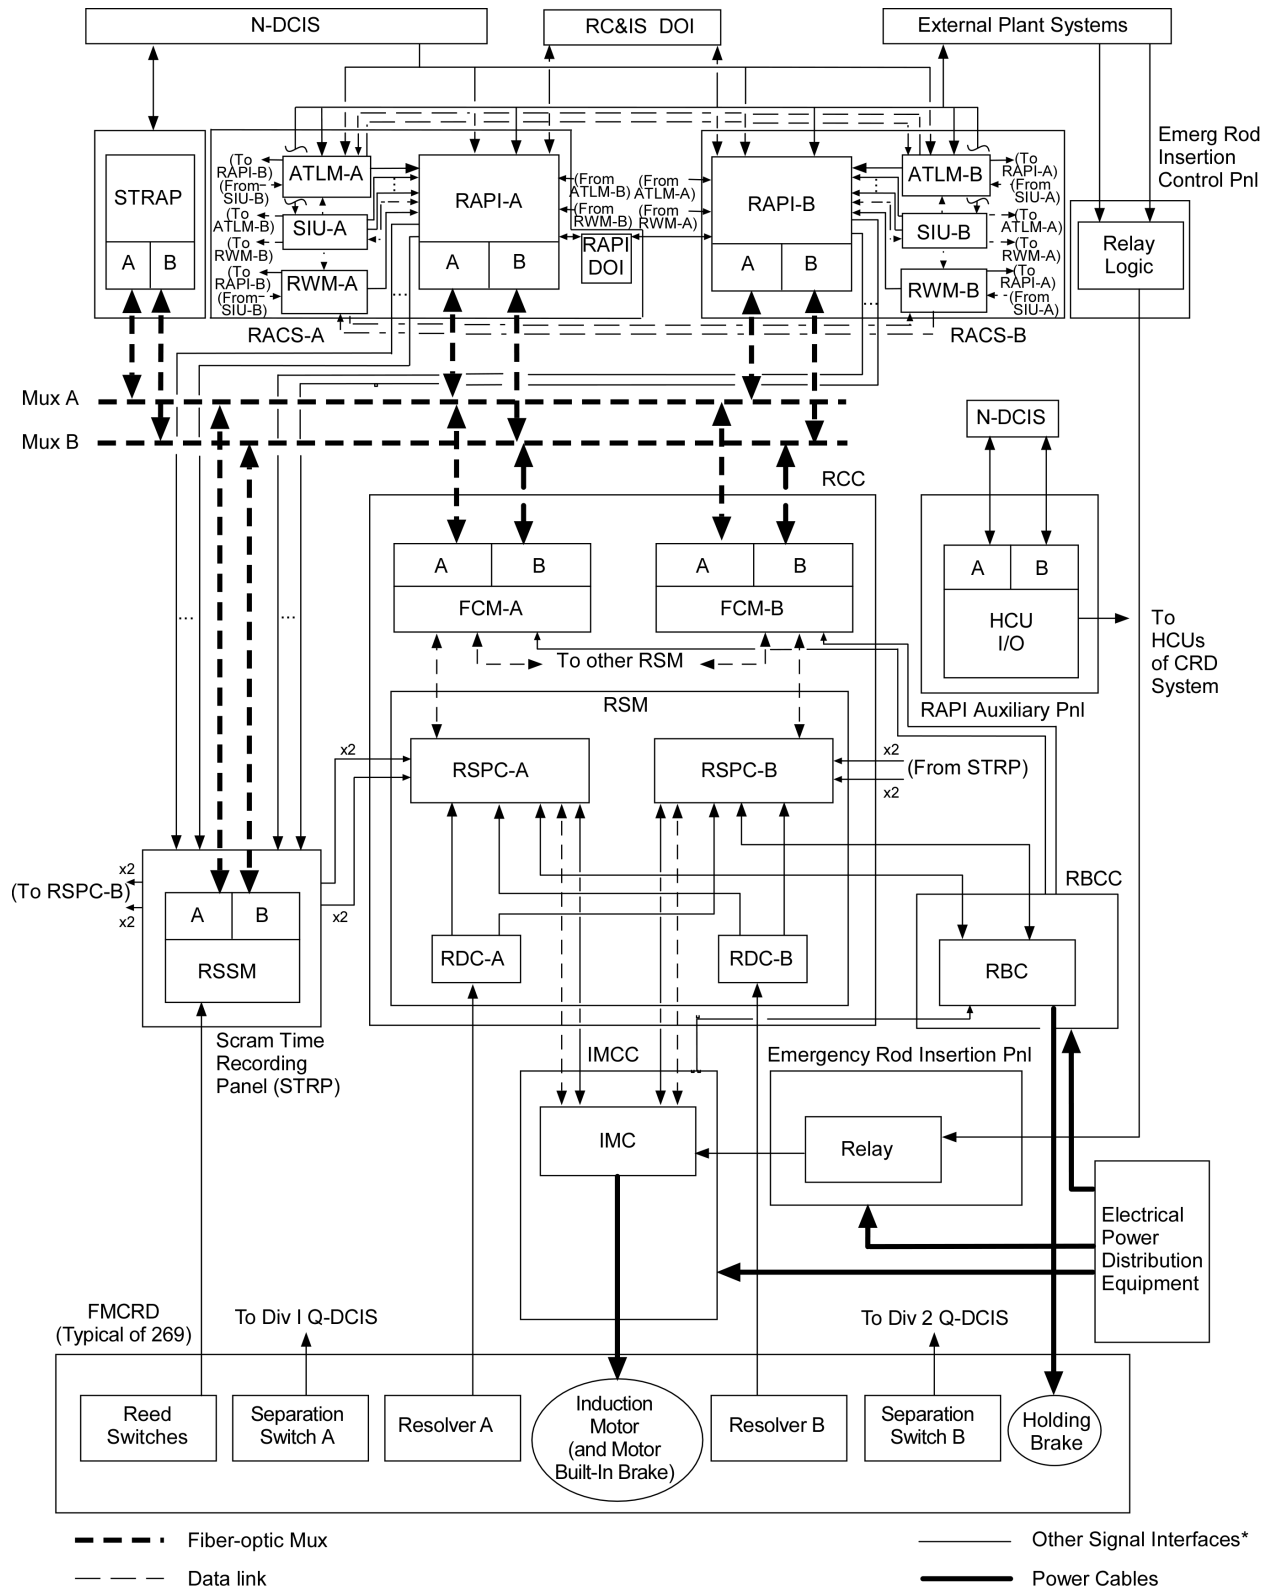 N-DCIS
RC&IS DOI
External Plant Systems
Emerg Rod
Insertion
Control Pnl
STRAP
A
B
(To
RAPI-B)
(From
SIU-B)
(To
ATLM-B)
(To
RWM-B)
(To
RAPI-B)
(From
SIU-B)
ATLM-A
SIU-A
RWM-A
RAPI-A
A
B
(From
ATLM-B)
(From
RWM-B)
RAPI
DOI
(From
ATLM-A)
(From
RWM-A)
RAPI-B
A
B
ATLM-B
SIU-B
RWM-B
(To
RAPI-A)
(From
SIU-A)
(To
ATLM-A)
(To
RWM-A)
(To
RAPI-A)
(From
SIU-A)
Relay
Logic
RACS-A
RACS-B
...
...
Mux A
Mux B
N-DCIS
RCC
A
B
FCM-A
A
B
FCM-B
A
B
HCU
I/O
To
HCUs
of CRD
System
RAPI Auxiliary Pnl
...
...
To other RSM
RSM
RSPC-A
RSPC-B
x2
x2
(From STRP)
x2
x2
(To RSPC-B)
x2
x2
A
B
RSSM
RDC-A
RDC-B
RBCC
RBC
Scram Time
Recording
Panel (STRP)
IMCC
Emergency Rod Insertion Pnl
IMC
Relay
Electrical
Power
Distribution
Equipment
FMCRD
(Typical of 269)
To Div I Q-DCIS
To Div 2 Q-DCIS
Reed
Switches
Separation
Switch A
Resolver A
Induction
Motor
(and Motor
Built-In Brake)
Resolver B
Separation
Switch B
Holding
Brake
Fiber-optic Mux
Other Signal Interfaces*
Data link
Power Cables